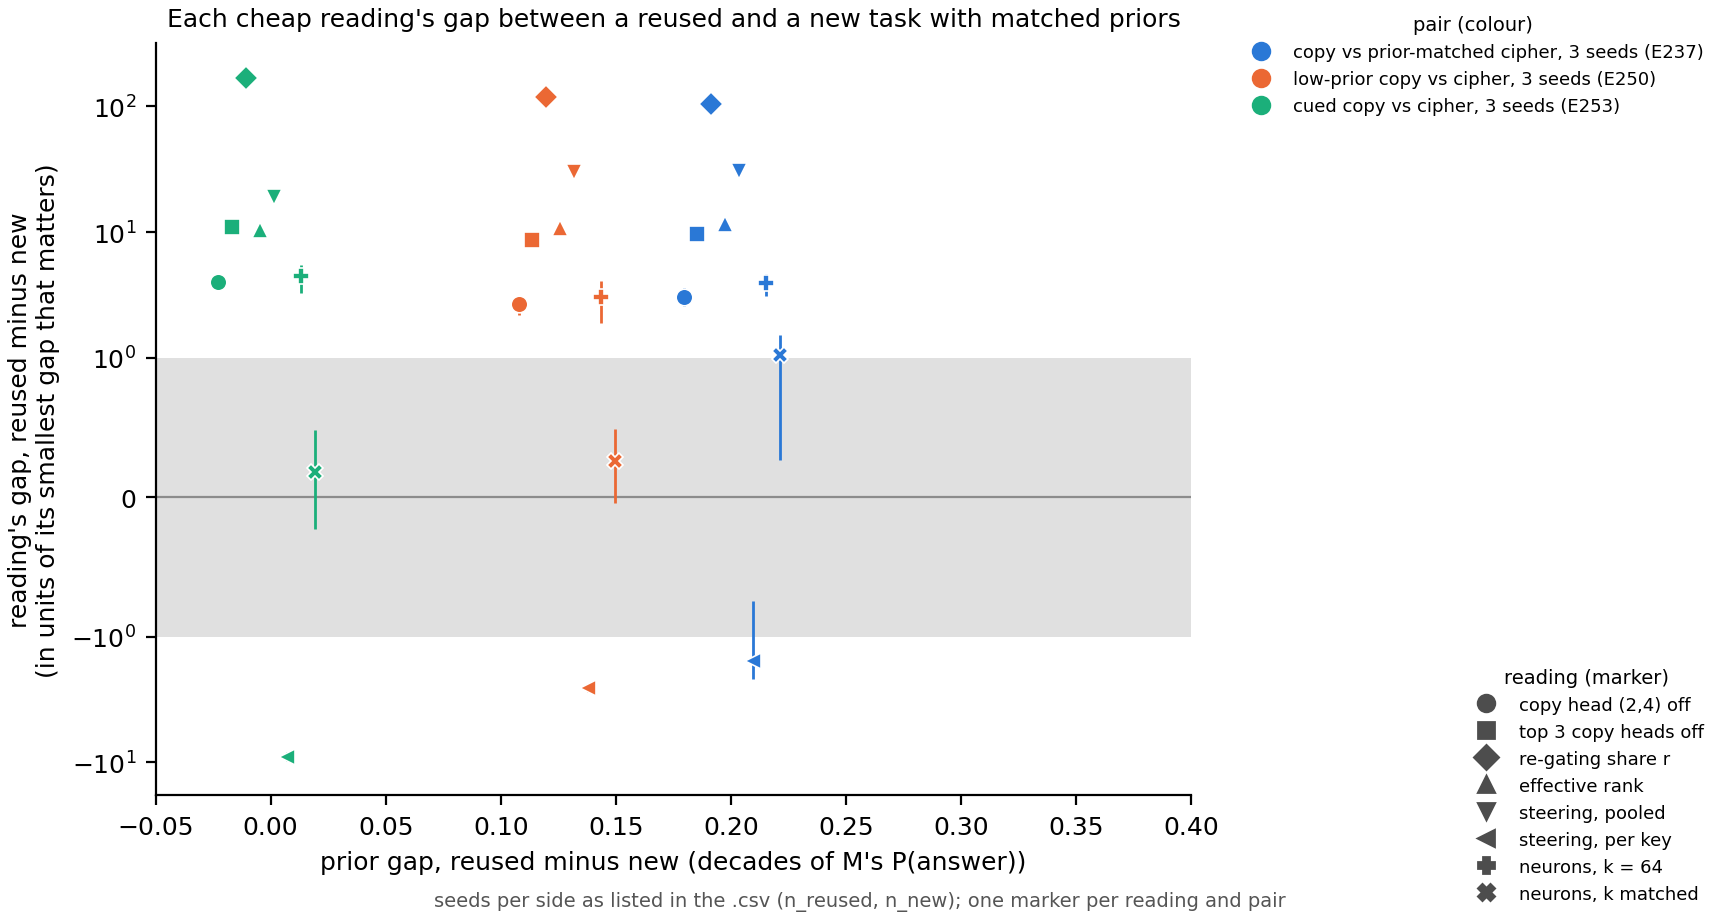 Each cheap reading's gap between a reused and a new task with matched priors
pair (colour)
copy vs prior-matched cipher, 3 seeds (E237)
low-prior copy vs cipher, 3 seeds (E250)
cued copy vs cipher, 3 seeds (E253)
reading's gap, reused minus new
(in units of its smallest gap that matters)
10²
10¹
10⁰
0
−10⁰
−10¹
−0.05 0.00 0.05 0.10 0.15 0.20 0.25 0.30 0.35 0.40
prior gap, reused minus new (decades of M's P(answer))
reading (marker)
copy head (2,4) off
top 3 copy heads off
re-gating share r
effective rank
steering, pooled
steering, per key
neurons, k = 64
neurons, k matched
seeds per side as listed in the .csv (n_reused, n_new); one marker per reading and pair